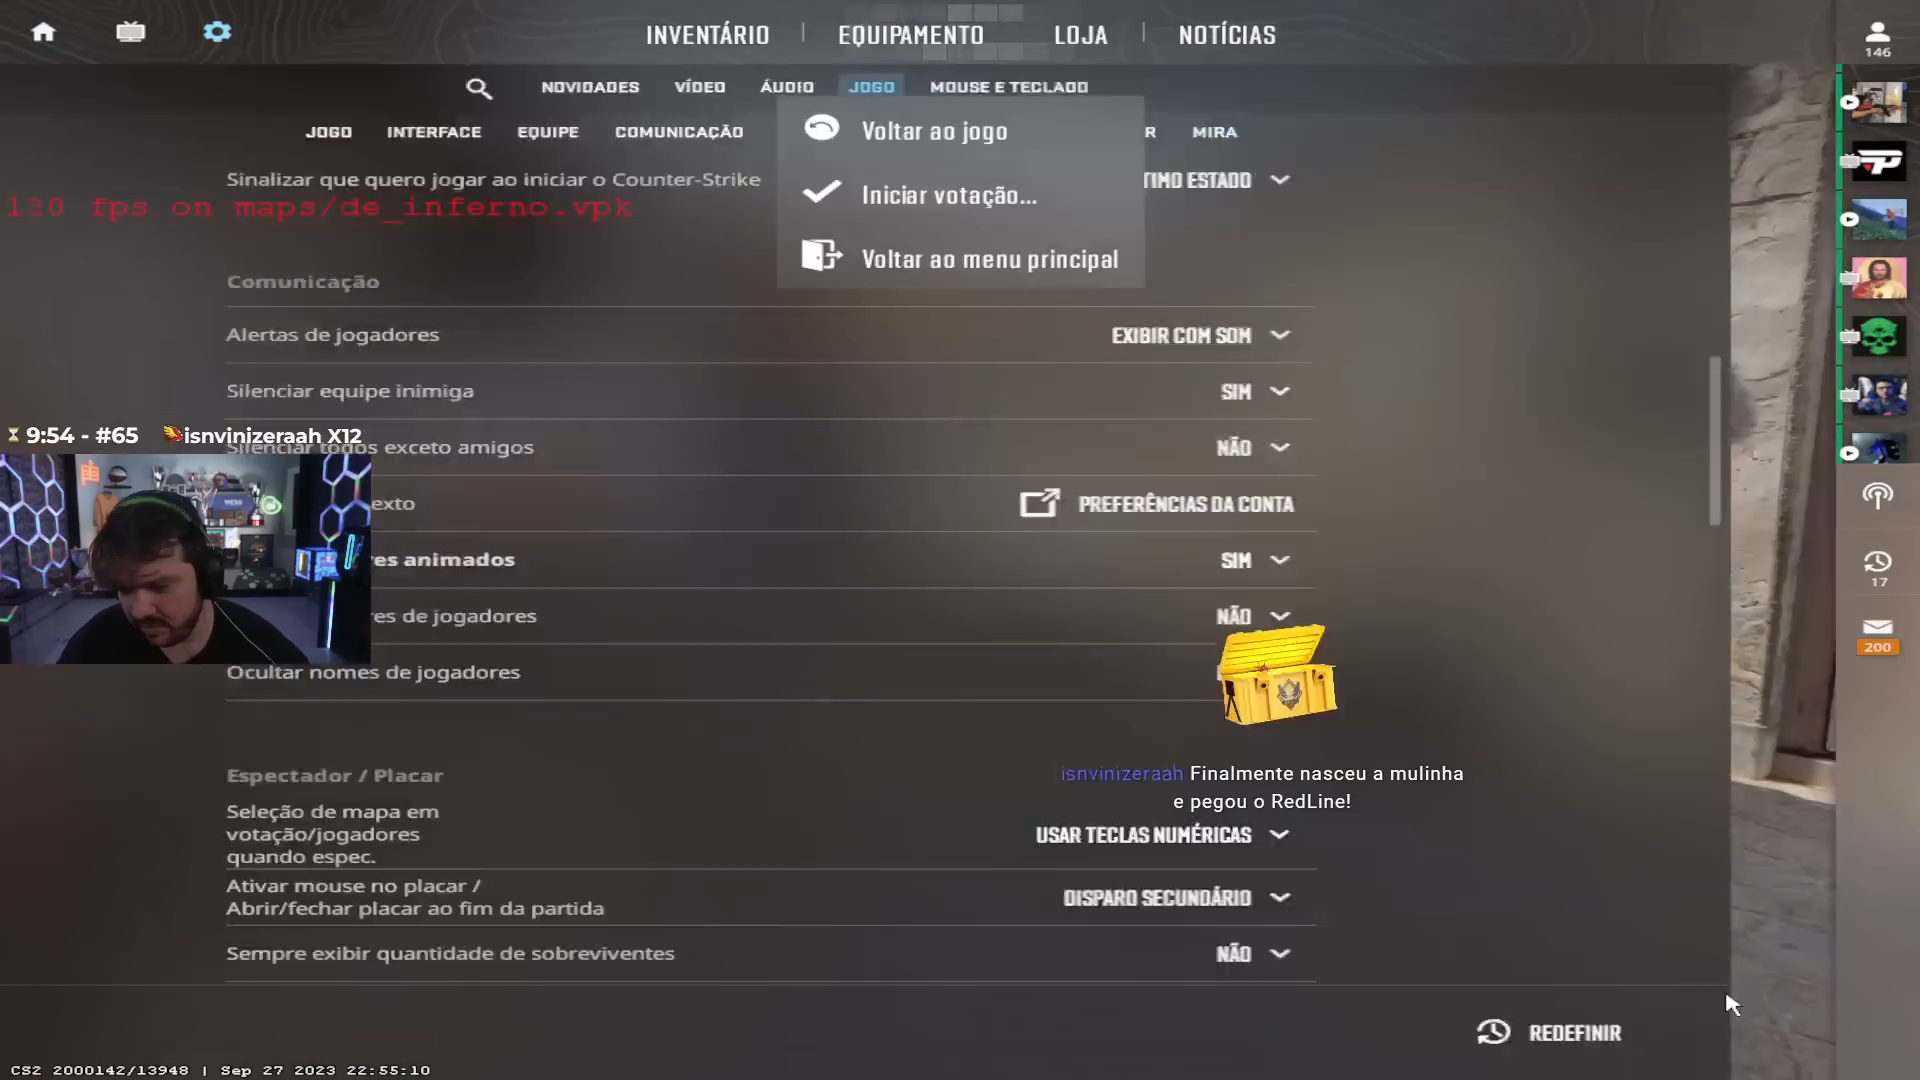 INVENTÁRIO
EQUIPAMENTO
LOJA
NOTÍCIAS
146
NOVIDADES
VÍDEO
ÁUDIO
JOGO
MOUSE E TECLADO
JOGO
INTERFACE
EQUIPE
COMUNICAÇÃO
R
MIRA
Voltar ao jogo
Iniciar votação...
Voltar ao menu principal
Sinalizar que quero jogar ao iniciar o Counter-Strike
TIMO ESTADO
120 fps on maps/de_inferno.vpk
Comunicação
Alertas de jogadores
EXIBIR COM SOM
Silenciar equipe inimiga
SIM
9:54 - #65
isnvinizeraah X12
Silenciar todos exceto amigos
NÃO
exto
PREFERÊNCIAS DA CONTA
res animados
SIM
res de jogadores
NÃO
Ocultar nomes de jogadores
17
200
Espectador / Placar
isnvinizeraah Finalmente nasceu a mulinha
e pegou o RedLine!
Seleção de mapa em
votação/jogadores
quando espec.
USAR TECLAS NUMÉRICAS
Ativar mouse no placar /
Abrir/fechar placar ao fim da partida
DISPARO SECUNDÁRIO
Sempre exibir quantidade de sobreviventes
NÃO
REDEFINIR
CS2 2000142/13948 | Sep 27 2023 22:55:10